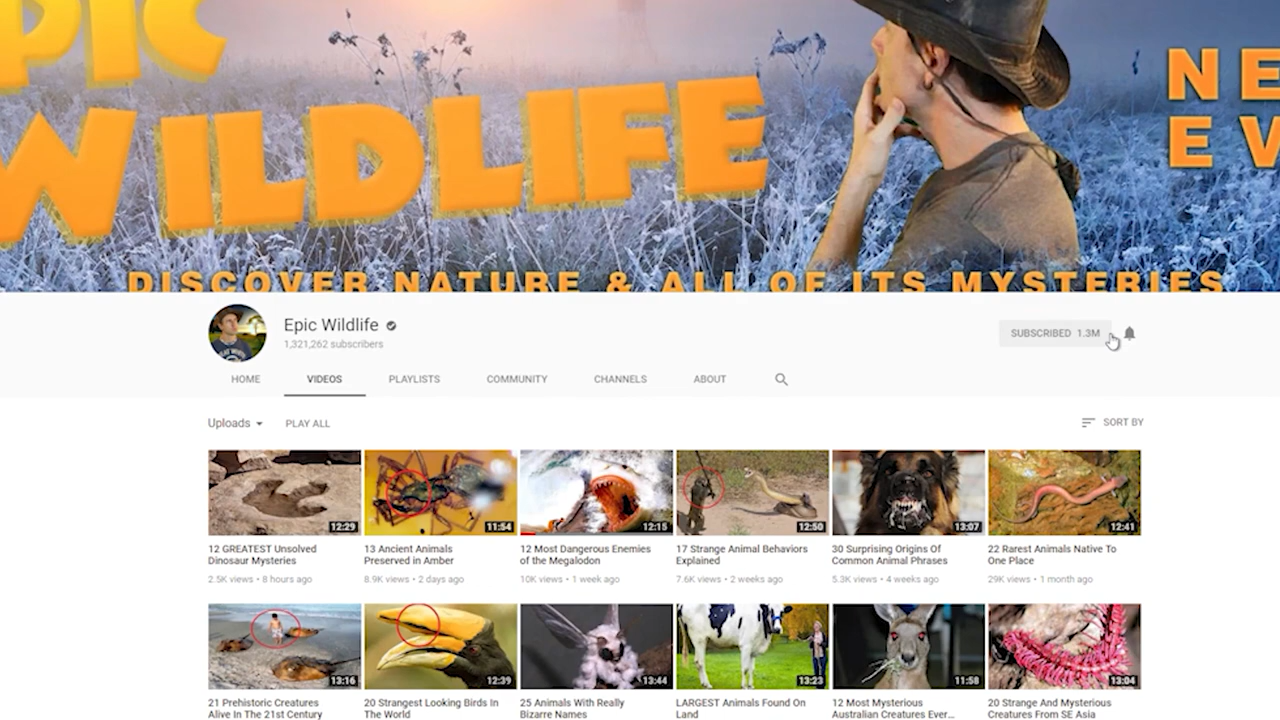 PIC
WILDLIFE
NE
EV
DISCOVER NATURE & ALL OF ITS MYSTERIES
Epic Wildlife
1,321,262 subscribers
SUBSCRIBED 1.3M
HOME VIDEOS PLAYLISTS COMMUNITY CHANNELS ABOUT
Uploads PLAY ALL SORT BY
12:29 11:54 12:15 12:50 13:07 12:41
12 GREATEST Unsolved
Dinosaur Mysteries
2.5K views • 8 hours ago
13 Ancient Animals
Preserved in Amber
8.9K views • 2 days ago
12 Most Dangerous Enemies
of the Megalodon
10K views • 1 week ago
17 Strange Animal Behaviors
Explained
7.6K views • 2 weeks ago
30 Surprising Origins Of
Common Animal Phrases
5.3K views • 4 weeks ago
22 Rarest Animals Native To
One Place
29K views • 1 month ago
13:16 12:39 13:44 13:23 11:58 13:04
21 Prehistoric Creatures
Alive In The 21st Century
20 Strangest Looking Birds In
The World
25 Animals With Really
Bizarre Names
LARGEST Animals Found On
Land
12 Most Mysterious
Australian Creatures Ever...
20 Strange And Mysterious
Creatures From SE Asia